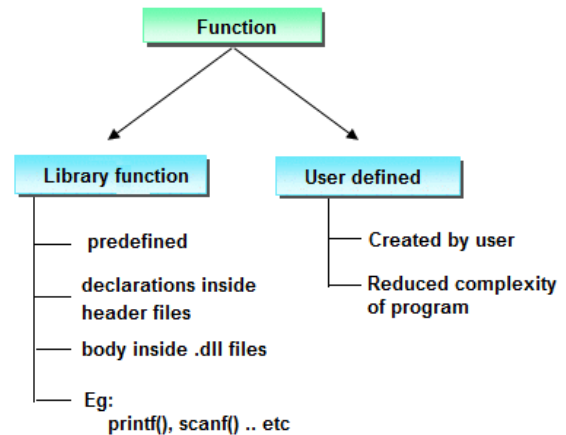 Function
Library function
predefined
declarations inside
header files
body inside .dll files
Eg:
printf(), scanf() .. etc
User defined
Created by user
Reduced complexity
of program